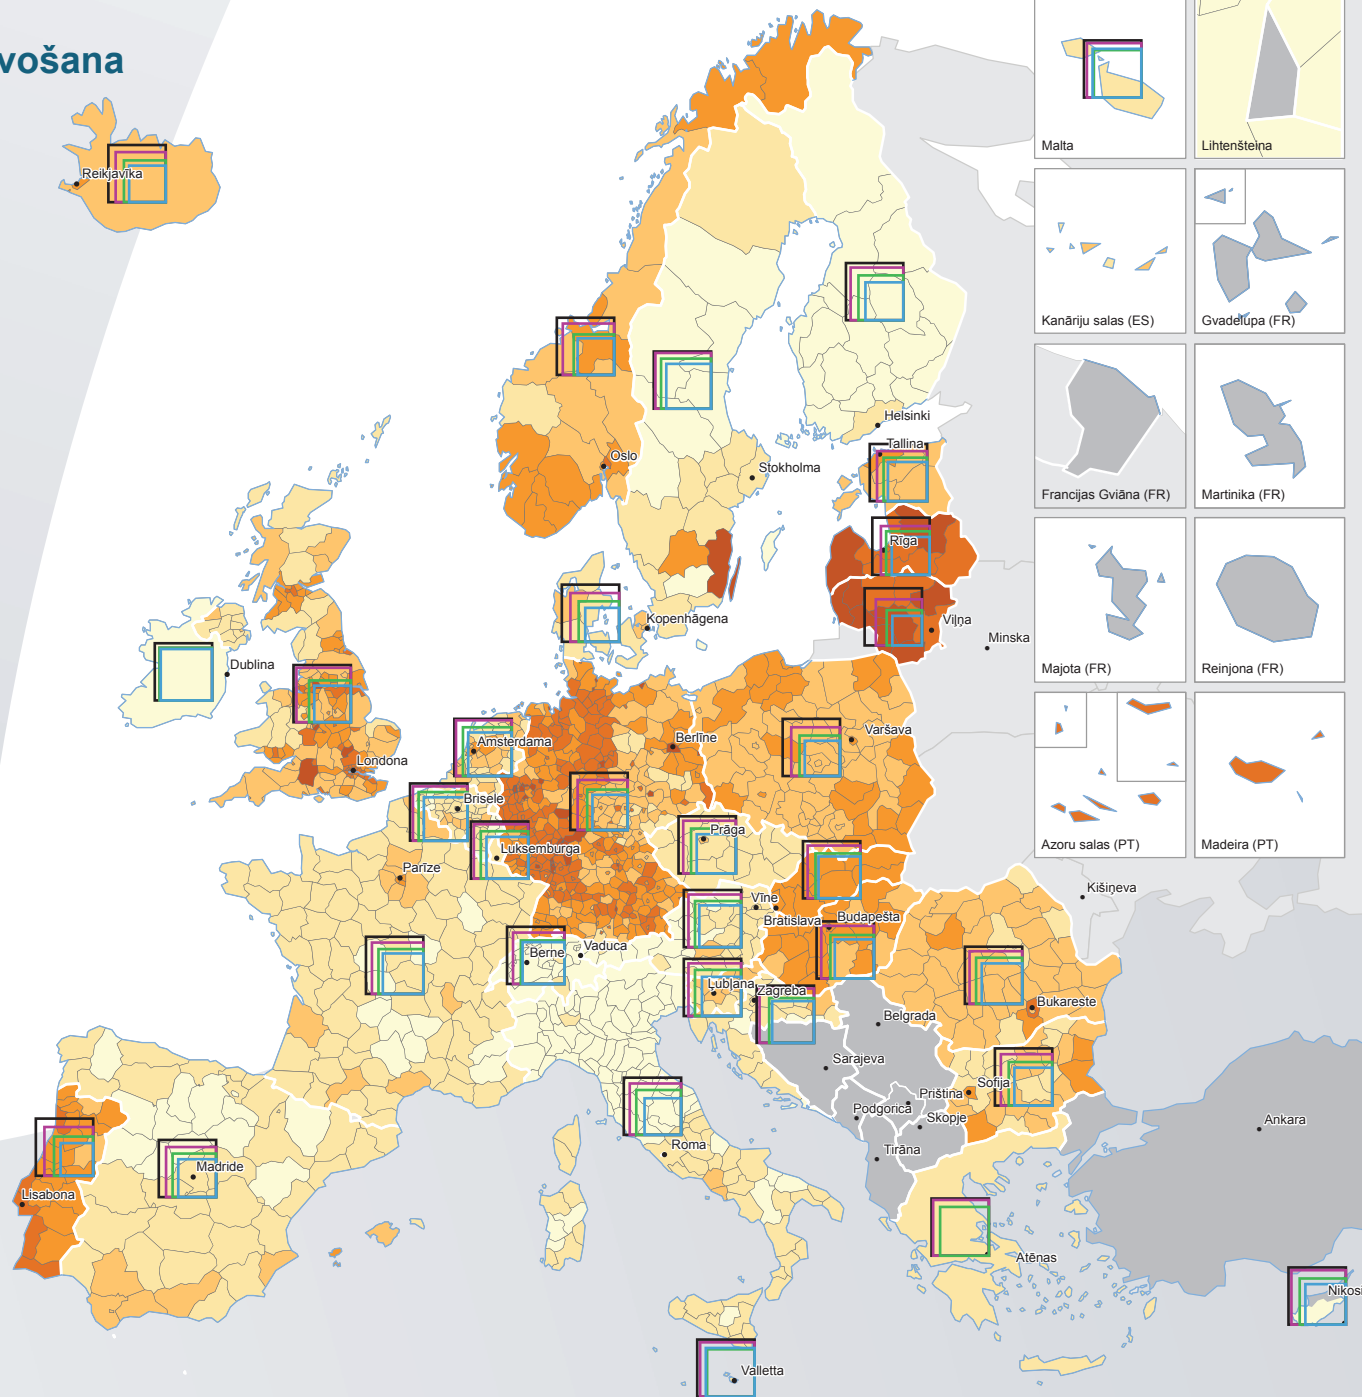 vošana
Reikjavīka
Malta
Lihtenšteina
Kanāriju salas (ES)
Gvadelupa (FR)
Francijas Gviāna (FR)
Martinika (FR)
Majota (FR)
Reinjona (FR)
Azoru salas (PT)
Madeira (PT)
Helsinki
Tallina
Oslo
Stokholma
Rīga
Kopenhāgena
Viļņa
Minska
Dublina
Londona
Amsterdama
Berlīne
Varšava
Brisele
Luksemburga
Prāga
Parīze
Vīne
Bratislava
Budapešta
Kišiņeva
Berne
Vaduca
Ļubļana
Zagreba
Belgrada
Bukareste
Sarajeva
Priština
Sofija
Podgorica
Skopje
Tirāna
Ankara
Roma
Madride
Lisabona
Atēnas
Nikosi
Valletta